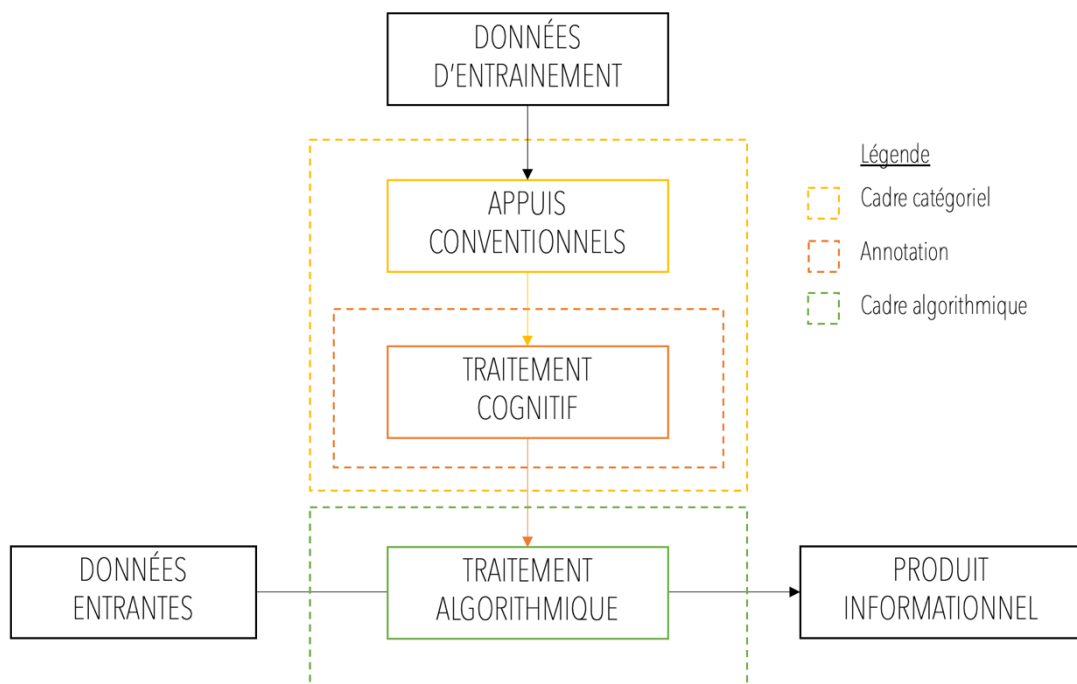 DONNÉES
D'ENTRAINEMENT
Légende
APPUIS
CONVENTIONNELS
Cadre catégoriel
Annotation
Cadre algorithmique
TRAITEMENT
COGNITIF
DONNÉES
ENTRANTES
TRAITEMENT
ALGORITHMIQUE
PRODUIT
INFORMATIONNEL